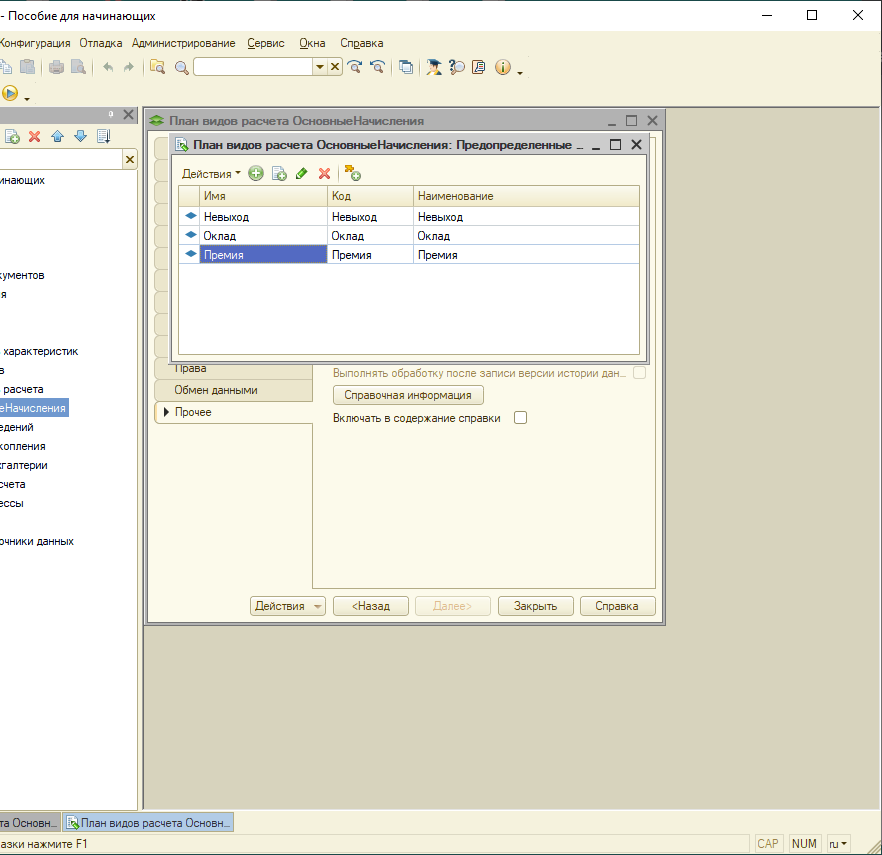 - Пособие для начинающих
Конфигурация Отладка Администрирование Сервис Окна Справка
План видов расчета ОсновныеНачисления
План видов расчета ОсновныеНачисления: Предопределенные ...
Действия
Имя Код Наименование
Невыход Невыход Невыход
Оклад Оклад Оклад
Премия Премия Премия
инающих
кументов
я
характеристик
в
расчета
еНачисления
едений
копления
хгалтерии
счета
ессы
очники данных
Права
Обмен данными
Прочее
Выполнять обработку после записи версии истории дан...
Справочная информация
Включать в содержание справки
Действия <Назад Далее> Закрыть Справка
та Основн... План видов расчета Основн...
азки нажмите F1 CAP NUM ru